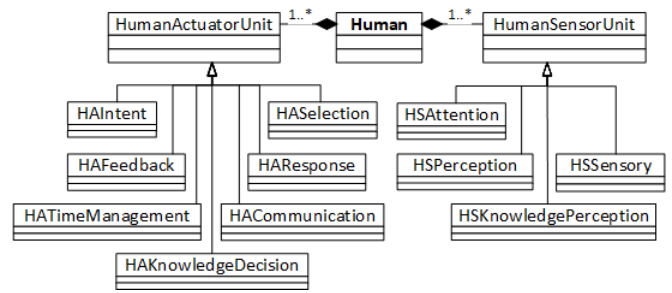 HumanActuatorUnit 1..* Human 1..* HumanSensorUnit
HAIntent HASelection HSAttention
HAFeedback HAResponse HSPerception HSSensory
HATimeManagement HACommunication HSKnowledgePerception
HAKnowledgeDecision